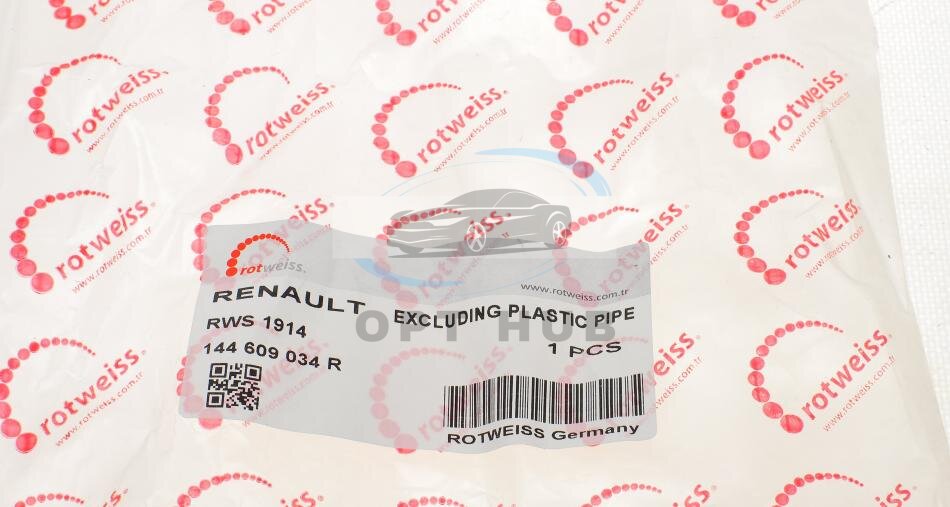 rotweiss.
www.rotweiss.com.tr
RENAULT
EXCLUDING PLASTIC PIPE
RWS 1914
1 PCS
144 609 034 R
ROTWEISS Germany
OPT HUB
rotweiss
rotweiss.com.tr